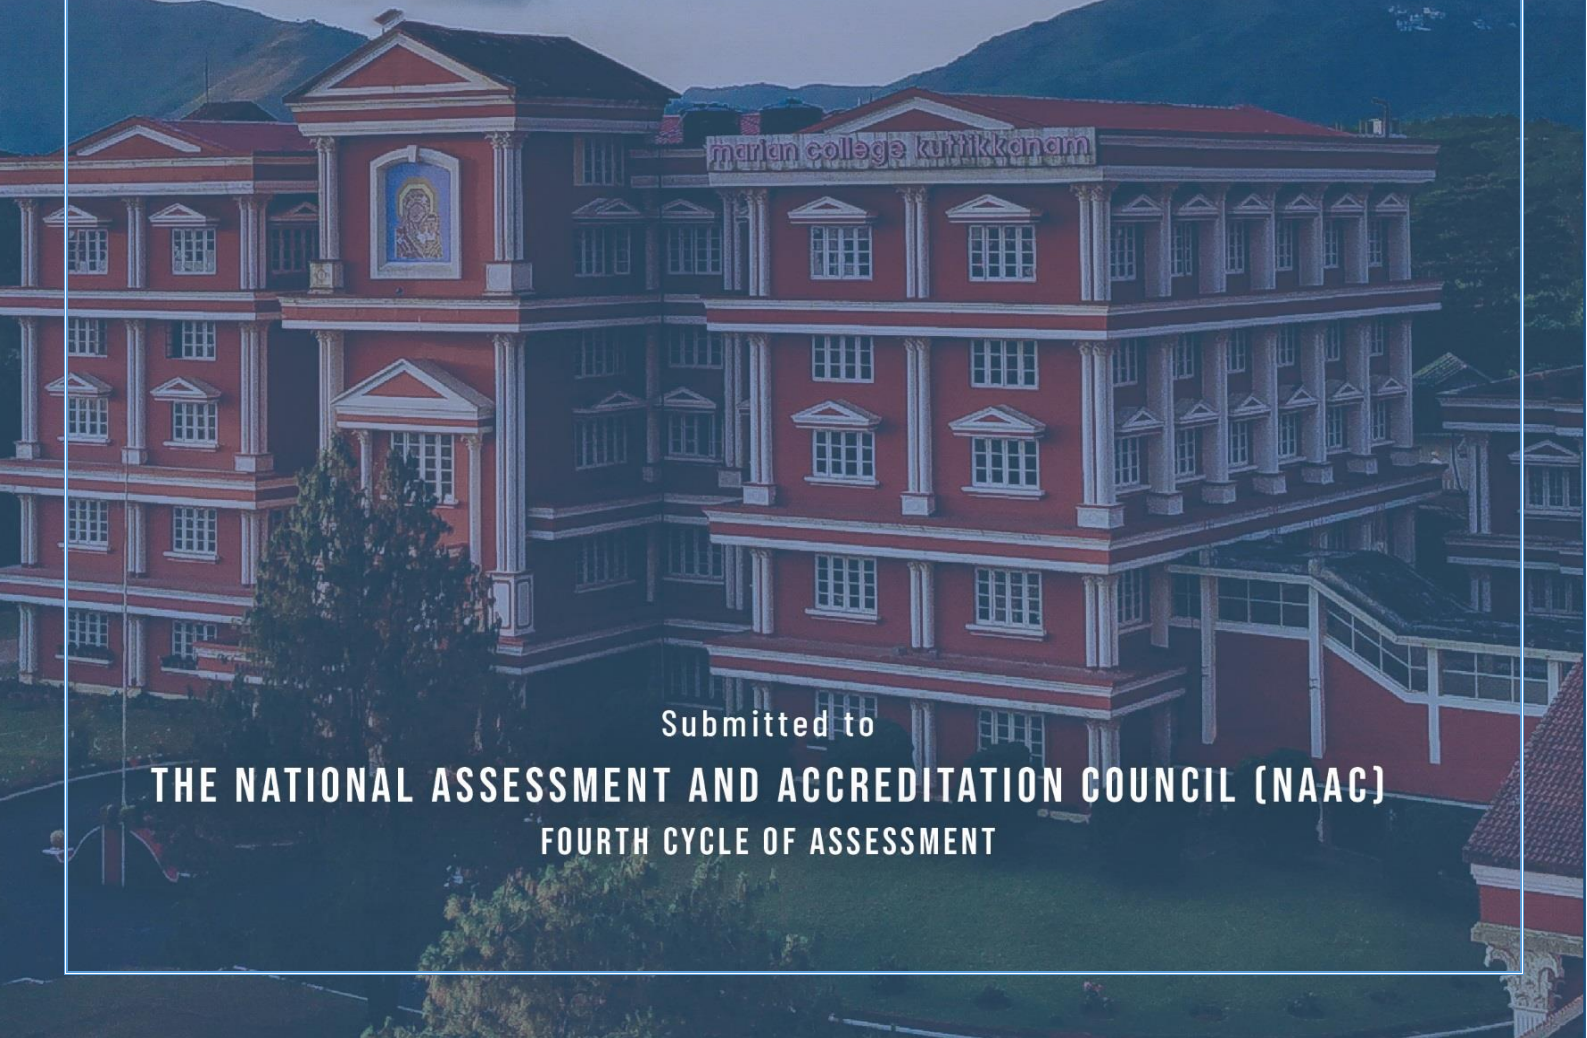 marian college kuttikkanam
Submitted to
THE NATIONAL ASSESSMENT AND ACCREDITATION COUNCIL (NAAC)
FOURTH CYCLE OF ASSESSMENT